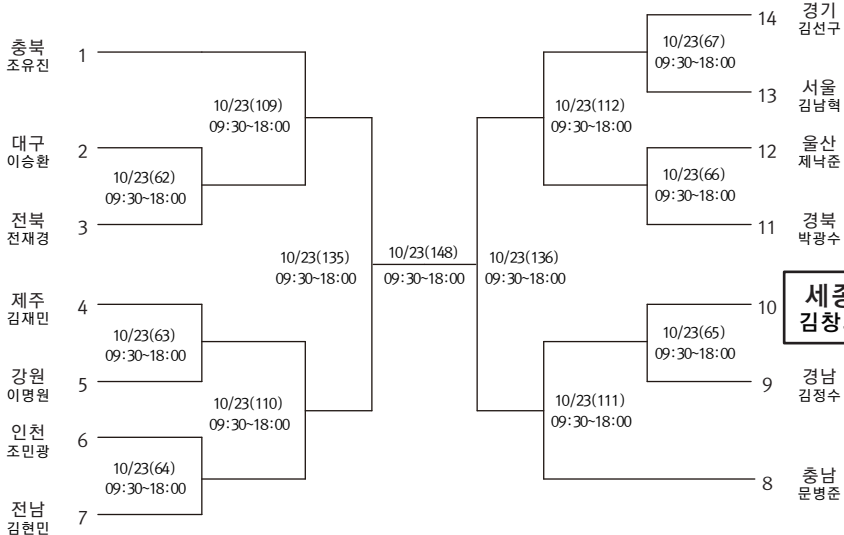 충북
조유진
1
10/23(109)
09:30~18:00
대구
이승환
2
10/23(62)
09:30~18:00
전북
전재경
3
10/23(135)
09:30~18:00
제주
김재민
4
10/23(63)
09:30~18:00
강원
이명원
5
10/23(110)
09:30~18:00
인천
조민광
6
10/23(64)
09:30~18:00
전남
김현민
7
10/23(148)
09:30~18:00
14
경기
김선구
10/23(67)
09:30~18:00
13
서울
김남혁
10/23(112)
09:30~18:00
12
울산
제낙준
10/23(66)
09:30~18:00
11
경북
박광수
10/23(136)
09:30~18:00
10
세종
10/23(65)
09:30~18:00
9
경남
김정수
10/23(111)
09:30~18:00
8
충남
문병준